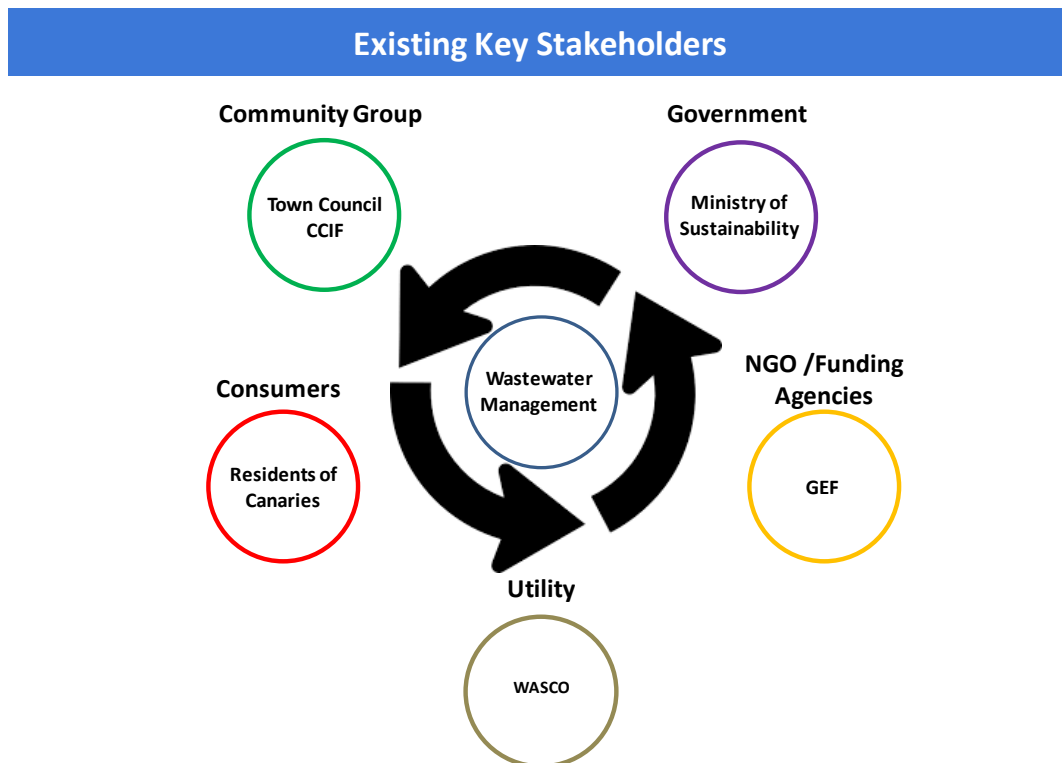 Existing Key Stakeholders
Community Group
Town Council
CCIF
Government
Ministry of
Sustainability
Wastewater
Management
Consumers
Residents of
Canaries
NGO /Funding
Agencies
GEF
Utility
WASCO